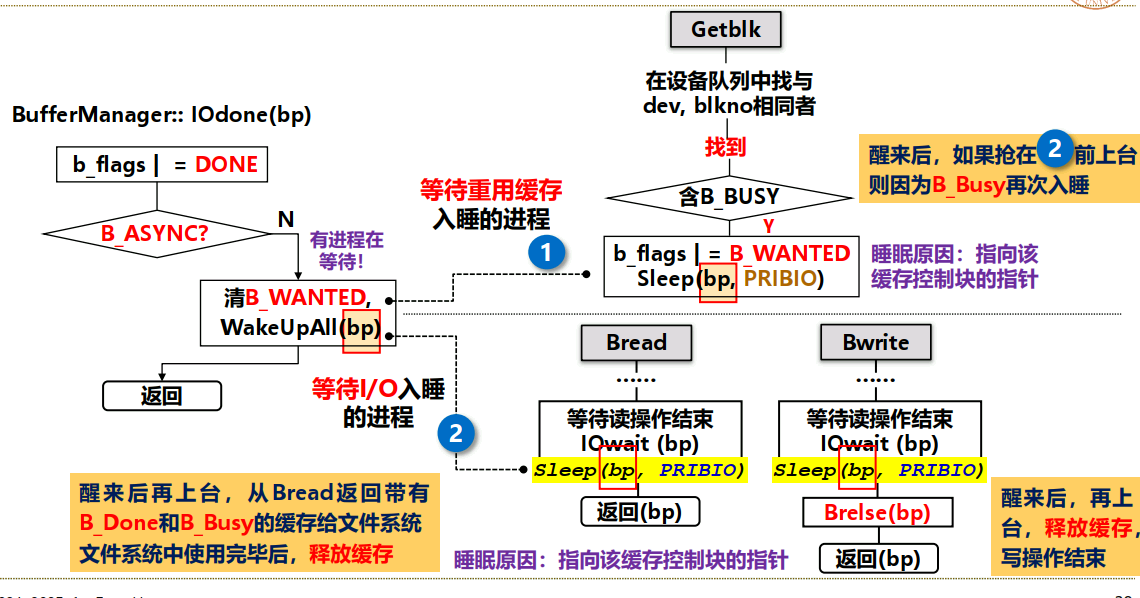 Getblk
在设备队列中找与
dev, blkno相同者
找到
含B_BUSY
Y
b_flags | = B_WANTED
Sleep(bp, PRIBIO)
醒来后，如果抢在2前上台
则因为B_Busy再次入睡
睡眠原因：指向该
缓存控制块的指针
BufferManager:: IOdone(bp)
b_flags | = DONE
B_ASYNC?
N
有进程在
等待！
清B_WANTED,
WakeUpAll(bp)
返回
等待重用缓存
入睡的进程
1
等待I/O入睡
的进程
2
Bread
……
等待读操作结束
IOwait (bp)
Sleep(bp, PRIBIO)
返回(bp)
Bwrite
……
等待写操作结束
IOwait (bp)
Sleep(bp, PRIBIO)
Brelse(bp)
返回(bp)
醒来后再上台，从Bread返回带有
B_Done和B_Busy的缓存给文件系统
文件系统中使用完毕后，释放缓存
睡眠原因：指向该缓存控制块的指针
醒来后，再上
台，释放缓存，
写操作结束